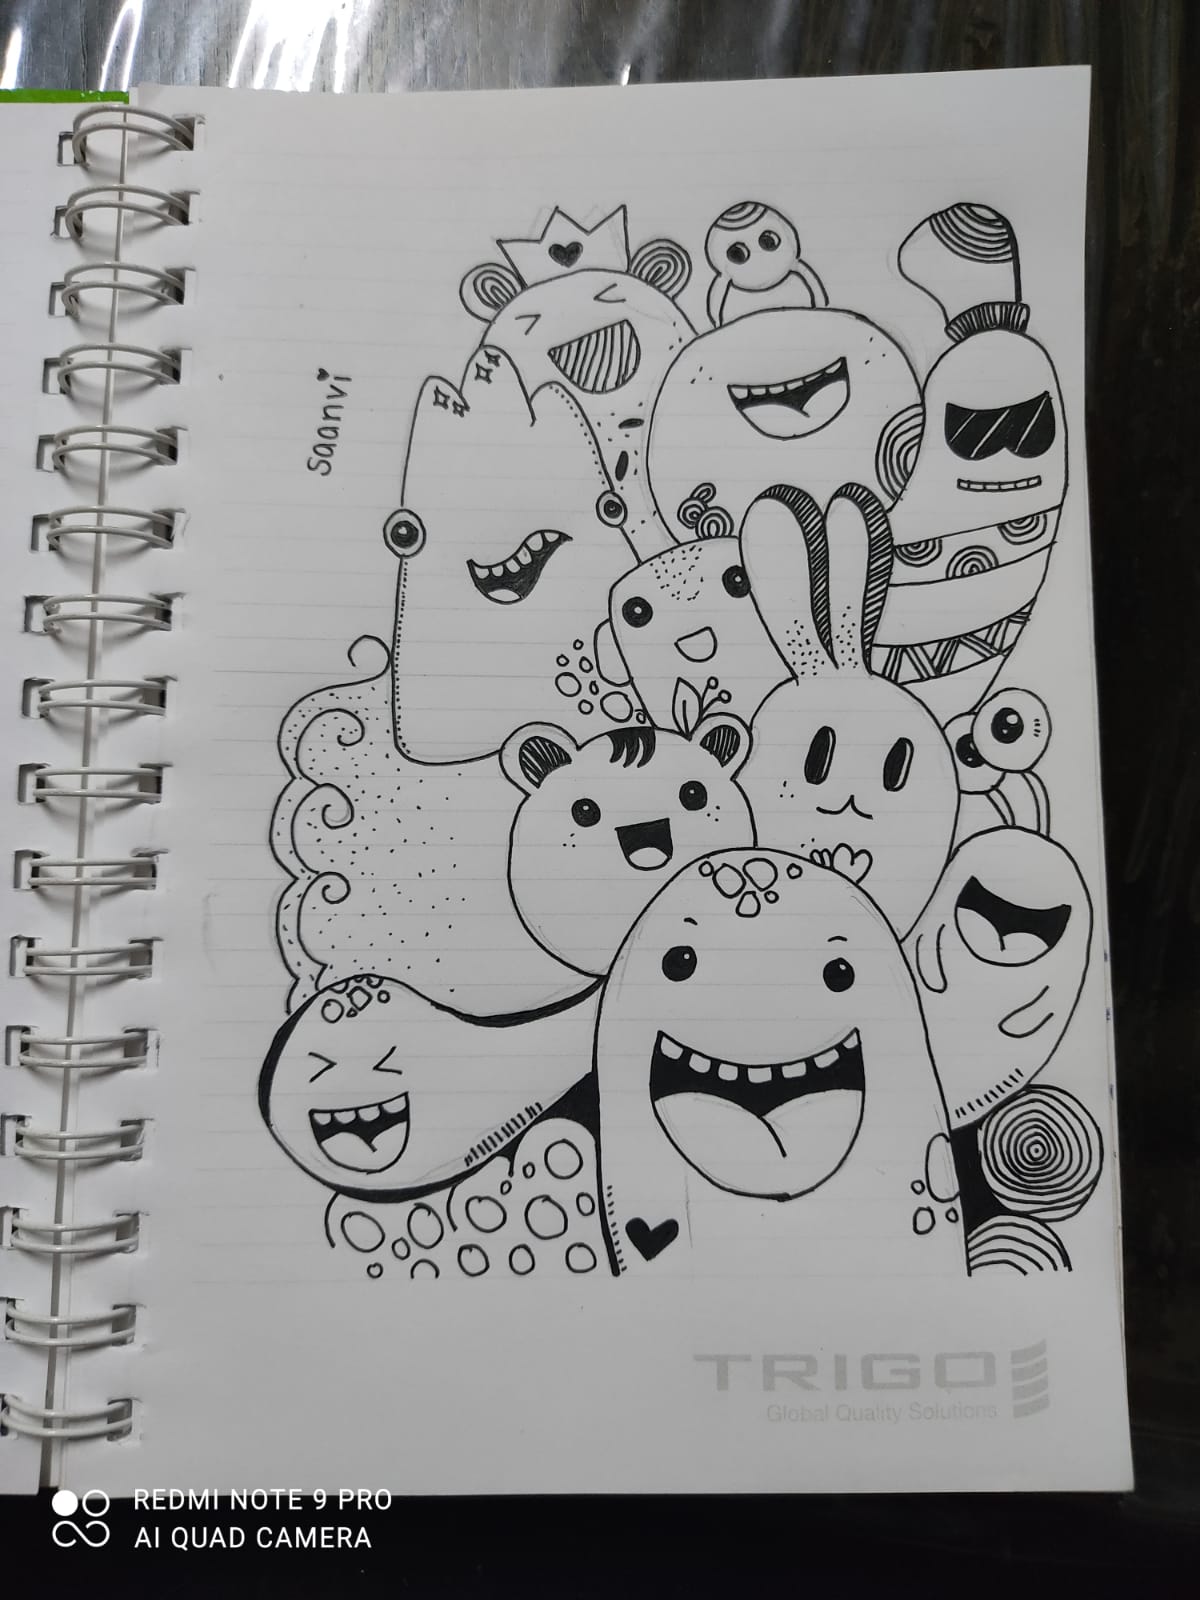 saanvi
TRIGO
Global Quality Solutions
REDMI NOTE 9 PRO
AI QUAD CAMERA